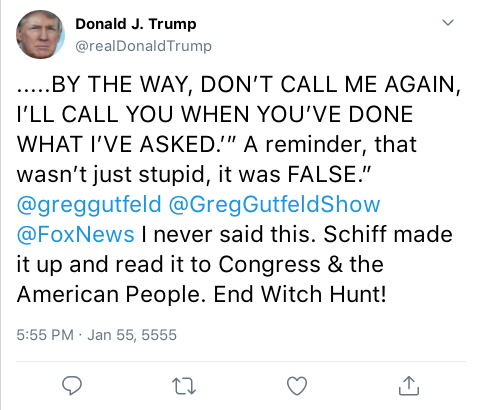 Donald J. Trump
@realDonaldTrump
.....BY THE WAY, DON’T CALL ME AGAIN,
I’LL CALL YOU WHEN YOU’VE DONE
WHAT I’VE ASKED.’” A reminder, that
wasn’t just stupid, it was FALSE.”
@greggutfeld @GregGutfeldShow
@FoxNews I never said this. Schiff made
it up and read it to Congress & the
American People. End Witch Hunt!
5:55 PM · Jan 55, 5555